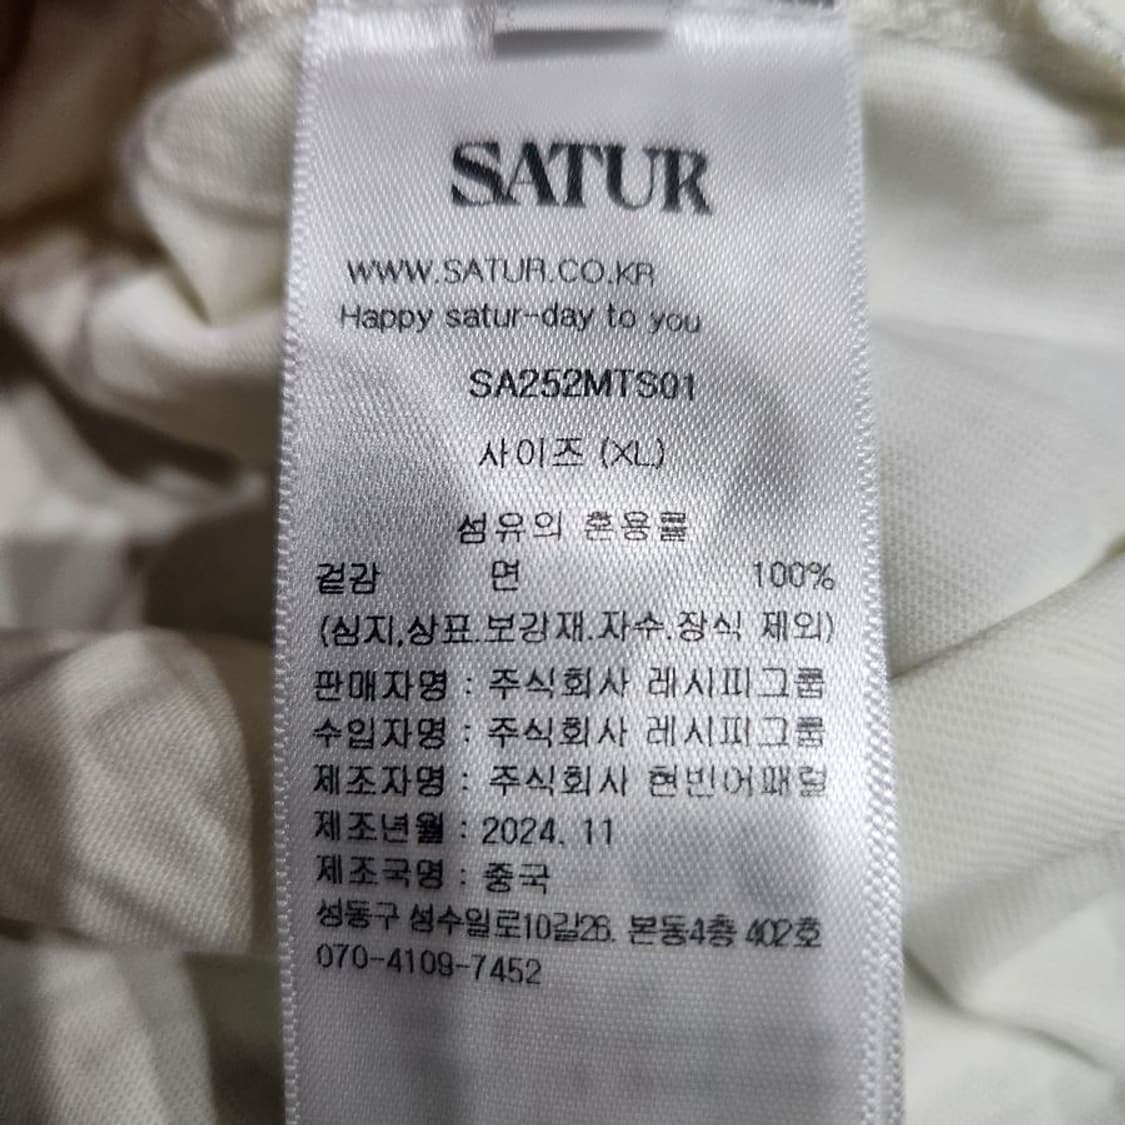 SATUR
WWW.SATUR.CO.KR
Happy satur-day to you
SA252MTS01
사이즈 (XL)
섬유의 혼용률
겉감 면 100%
(심지,상표.보강재.자수.장식 제외)
판매자명 : 주식회사 레시피그룹
수입자명 : 주식회사 레시피그룹
제조자명 : 주식회사 현빈어패럴
제조년월 : 2024. 11
제조국명 : 중국
성동구 성수일로10길26. 본동4층 402호
070-4109-7452